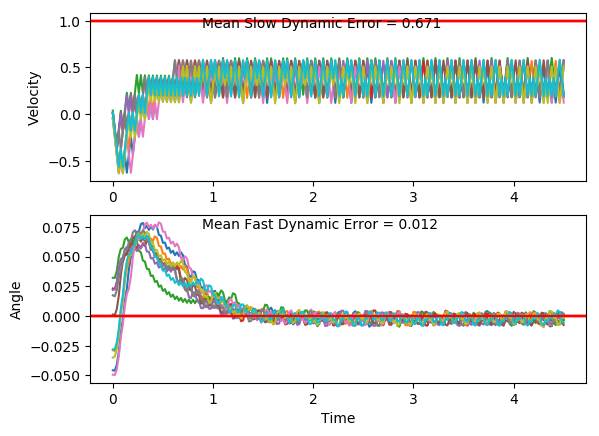 Mean Slow Dynamic Error = 0.671
1.0
0.5
0.0
−0.5
Velocity
0 1 2 3 4
Mean Fast Dynamic Error = 0.012
0.075
0.050
0.025
0.000
−0.025
−0.050
Angle
0 1 2 3 4
Time